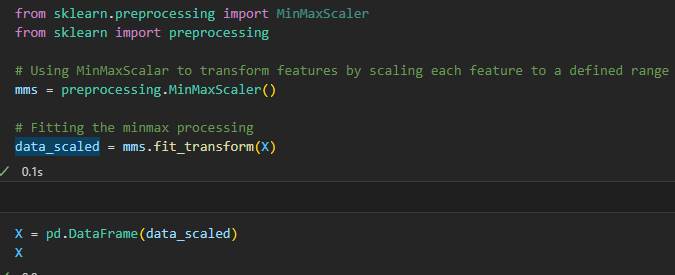 from sklearn.preprocessing import MinMaxScaler
from sklearn import preprocessing
# Using MinMaxScalar to transform features by scaling each feature to a defined range
mms = preprocessing.MinMaxScaler()
# Fitting the minmax processing
data_scaled = mms.fit_transform(X)
✓ 0.1s
X = pd.DataFrame(data_scaled)
X